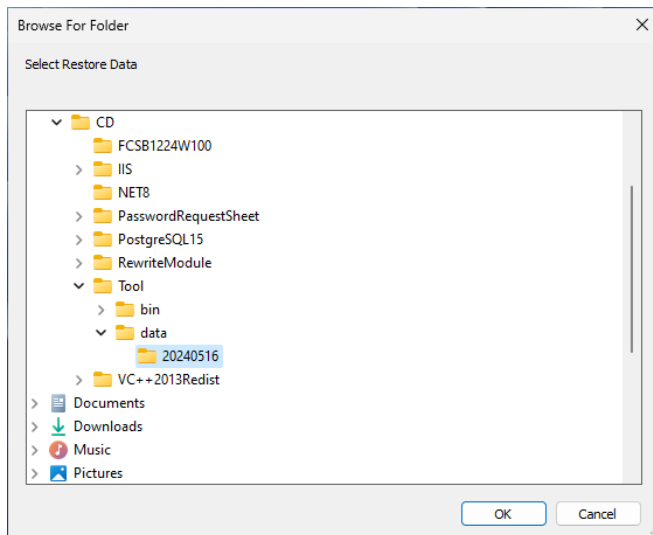 Browse For Folder
Select Restore Data
CD
FCSB1224W100
IIS
NET8
PasswordRequestSheet
PostgreSQL15
RewriteModule
Tool
bin
data
20240516
VC++2013Redist
Documents
Downloads
Music
Pictures
OK
Cancel